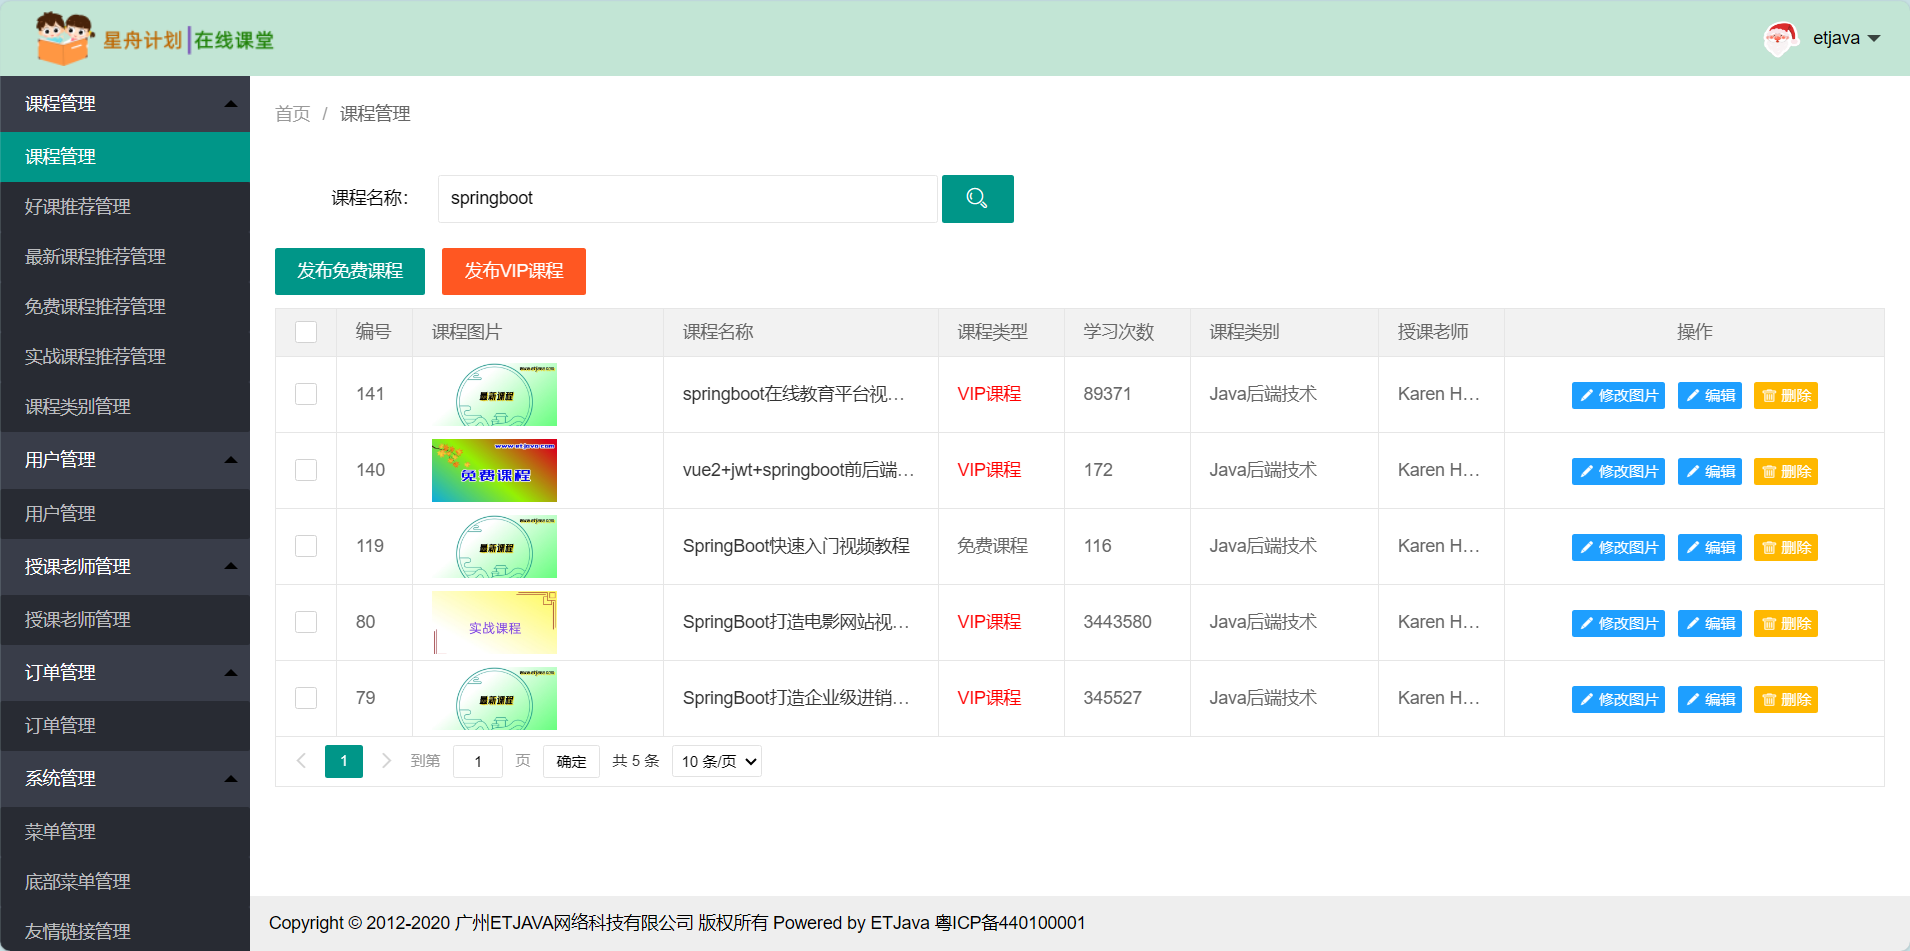 星舟计划|在线课堂
etjava
课程管理
课程管理
好课推荐管理
最新课程推荐管理
免费课程推荐管理
实战课程推荐管理
课程类别管理
用户管理
用户管理
授课老师管理
授课老师管理
订单管理
订单管理
系统管理
菜单管理
底部菜单管理
友情链接管理
首页 / 课程管理
课程名称: springboot
发布免费课程 发布VIP课程
编号 课程图片 课程名称 课程类型 学习次数 课程类别 授课老师 操作
141 www.etjava.com 最新课程 springboot在线教育平台视... VIP课程 89371 Java后端技术 Karen H... 修改图片 编辑 删除
140 www.etjava.com 免费课程 vue2+jwt+springboot前后端... VIP课程 172 Java后端技术 Karen H... 修改图片 编辑 删除
119 www.etjava.com 最新课程 SpringBoot快速入门视频教程 免费课程 116 Java后端技术 Karen H... 修改图片 编辑 删除
80 实战课程 SpringBoot打造电影网站视... VIP课程 3443580 Java后端技术 Karen H... 修改图片 编辑 删除
79 www.etjava.com 最新课程 SpringBoot打造企业级进销... VIP课程 345527 Java后端技术 Karen H... 修改图片 编辑 删除
1 到第 1 页 确定 共 5 条 10 条/页
Copyright © 2012-2020 广州ETJAVA网络科技有限公司 版权所有 Powered by ETJava 粤ICP备440100001